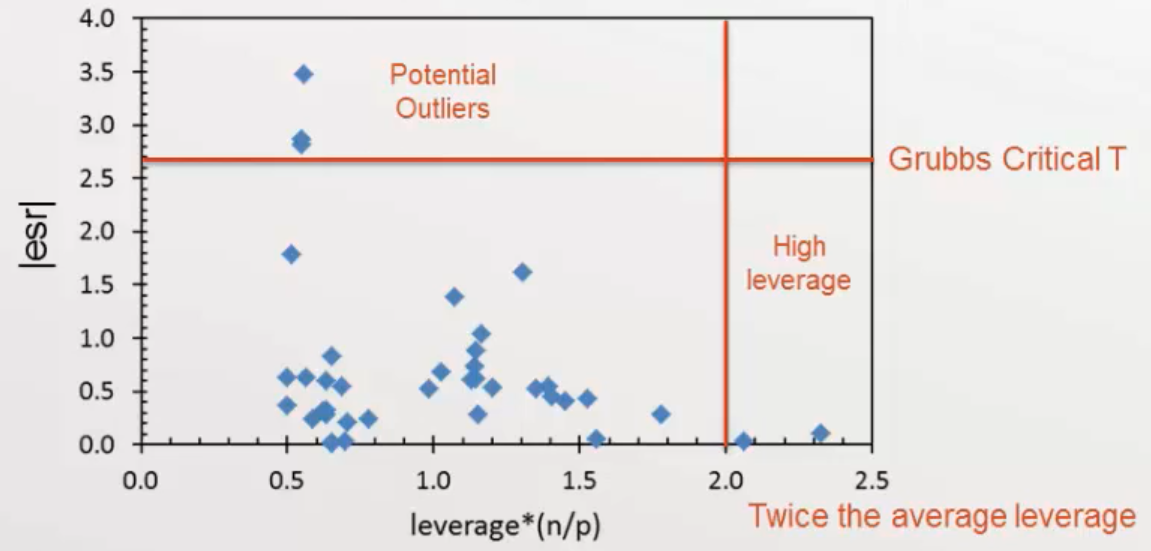 4.0
3.5
3.0
2.5
2.0
1.5
1.0
0.5
0.0
|esr|
Potential
Outliers
Grubbs Critical T
High
leverage
0.0 0.5 1.0 1.5 2.0 2.5
leverage*(n/p)
Twice the average leverage